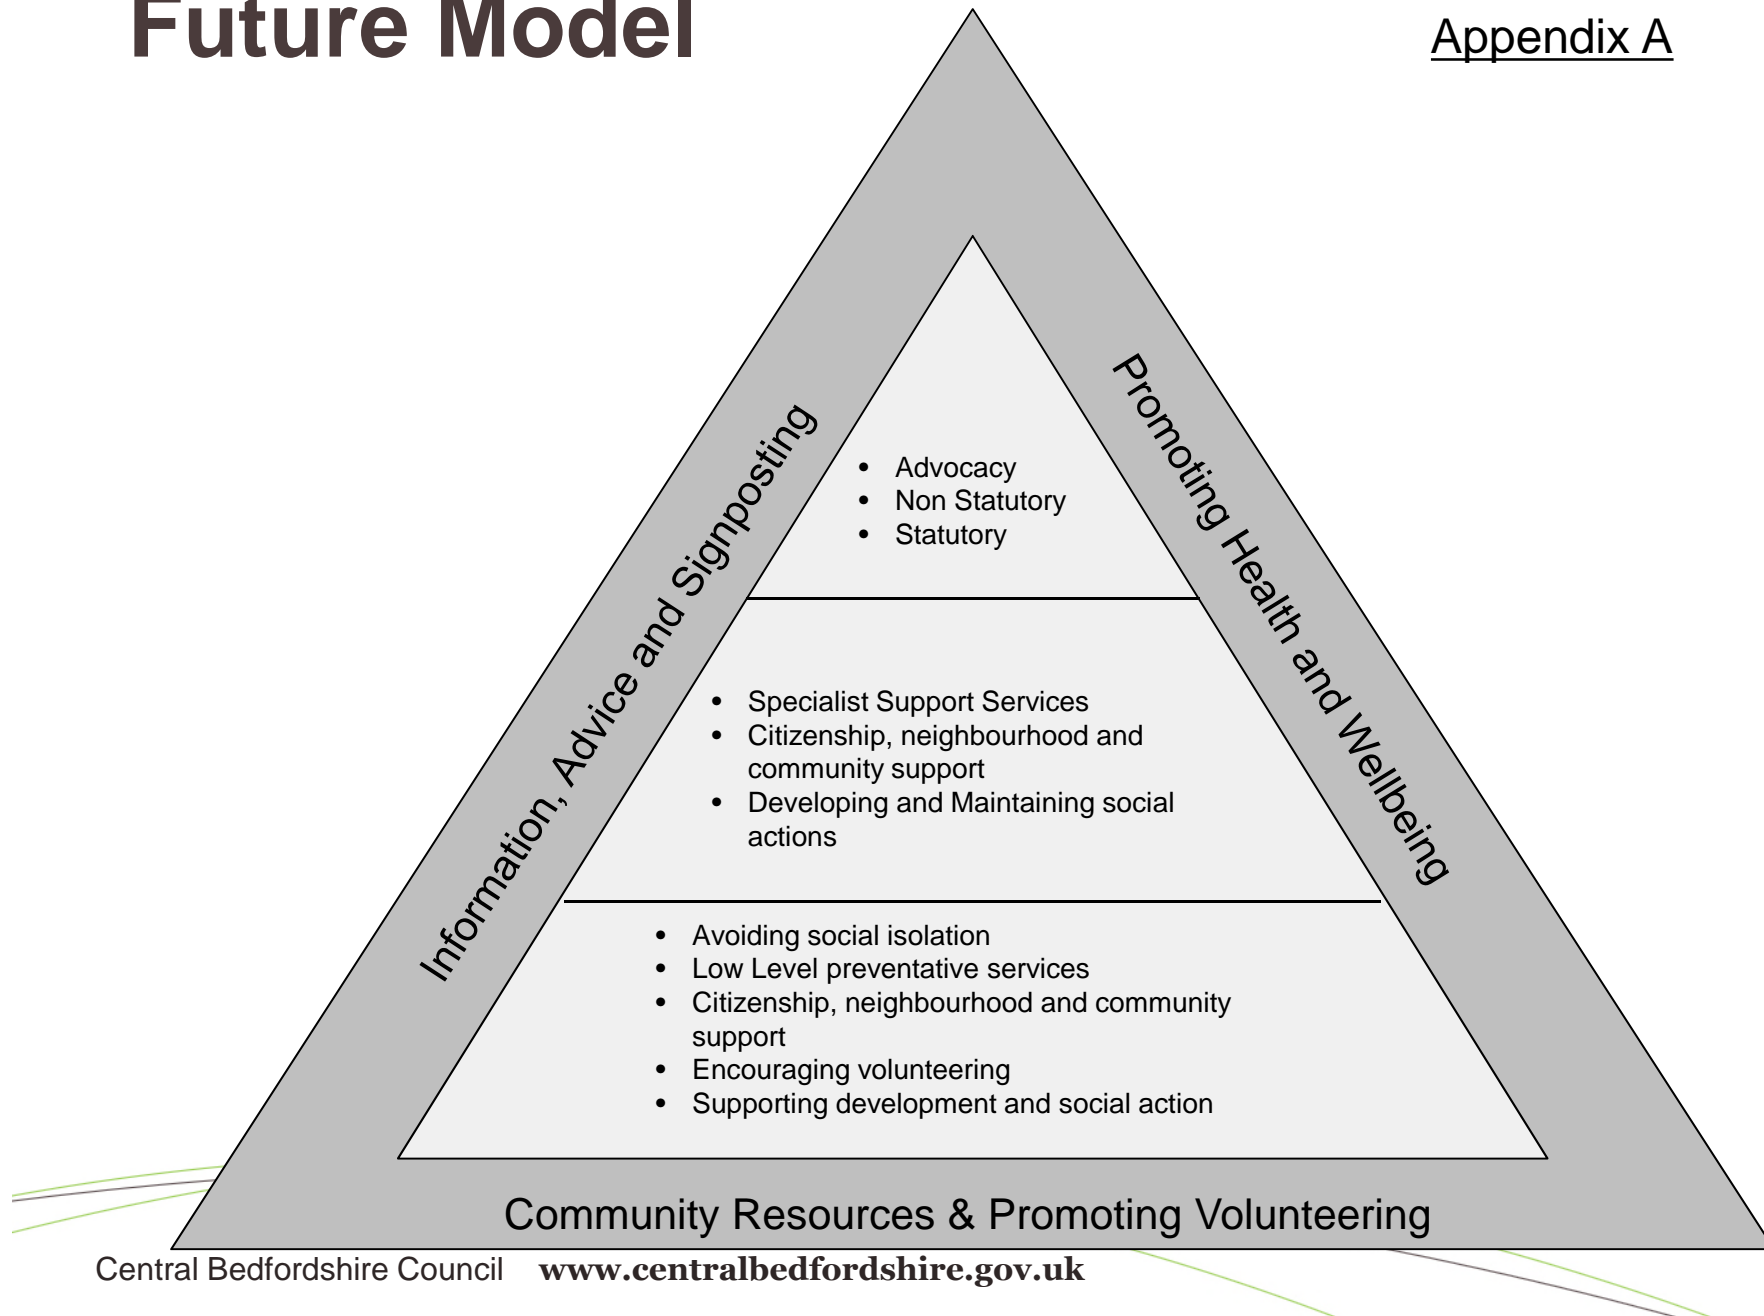 Future Model
Appendix A
Information, Advice and Signposting
Promoting Health and Wellbeing
• Advocacy
• Non Statutory
• Statutory
• Specialist Support Services
• Citizenship, neighbourhood and
community support
• Developing and Maintaining social
actions
• Avoiding social isolation
• Low Level preventative services
• Citizenship, neighbourhood and community
support
• Encouraging volunteering
• Supporting development and social action
Community Resources & Promoting Volunteering
Central Bedfordshire Council www.centralbedfordshire.gov.uk